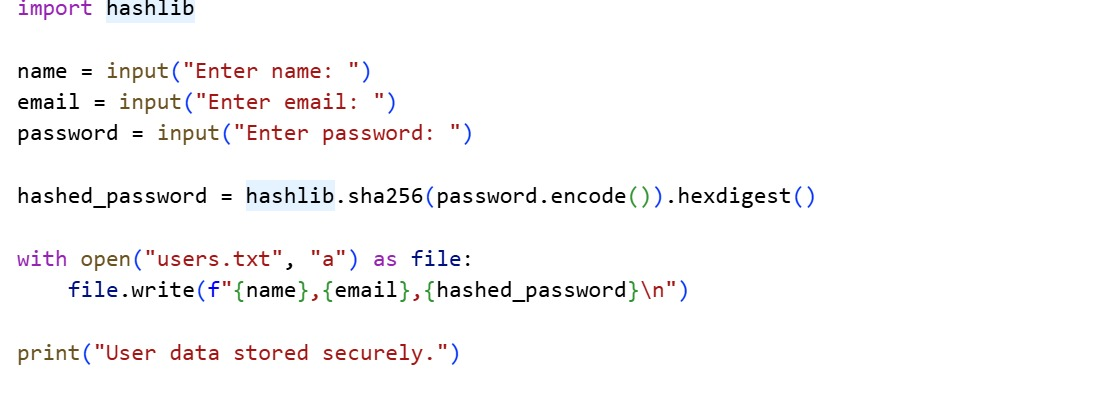 import hashlib
name = input("Enter name: ")
email = input("Enter email: ")
password = input("Enter password: ")
hashed_password = hashlib.sha256(password.encode()).hexdigest()
with open("users.txt", "a") as file:
    file.write(f"{name},{email},{hashed_password}\n")
print("User data stored securely.")